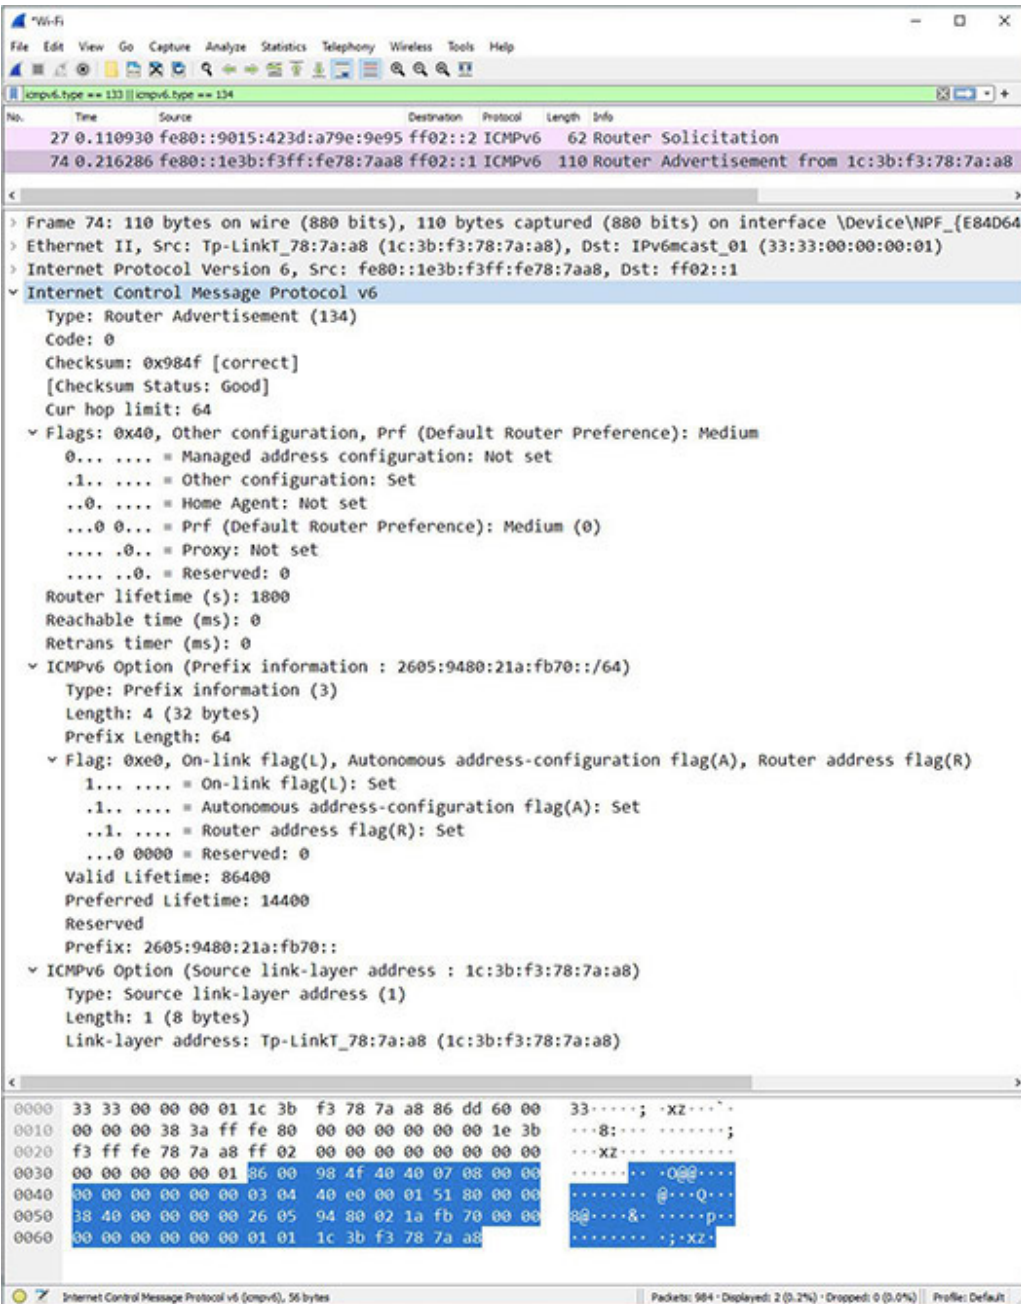 *Wi-Fi
File Edit View Go Capture Analyze Statistics Telephony Wireless Tools Help
icmpv6.type == 133 || icmpv6.type == 134
No. Time Source Destination Protocol Length Info
27 0.110930 fe80::9015:423d:a79e:9e95 ff02::2 ICMPv6 62 Router Solicitation
74 0.216286 fe80::1e3b:f3ff:fe78:7aa8 ff02::1 ICMPv6 110 Router Advertisement from 1c:3b:f3:78:7a:a8
Frame 74: 110 bytes on wire (880 bits), 110 bytes captured (880 bits) on interface \Device\NPF_{E84D64
Ethernet II, Src: Tp-LinkT_78:7a:a8 (1c:3b:f3:78:7a:a8), Dst: IPv6mcast_01 (33:33:00:00:00:01)
Internet Protocol Version 6, Src: fe80::1e3b:f3ff:fe78:7aa8, Dst: ff02::1
Internet Control Message Protocol v6
Type: Router Advertisement (134)
Code: 0
Checksum: 0x984f [correct]
[Checksum Status: Good]
Cur hop limit: 64
Flags: 0x40, Other configuration, Prf (Default Router Preference): Medium
0... .... = Managed address configuration: Not set
.1.. .... = Other configuration: Set
..0. .... = Home Agent: Not set
...0 0... = Prf (Default Router Preference): Medium (0)
.... .0.. = Proxy: Not set
.... ..0. = Reserved: 0
Router lifetime (s): 1800
Reachable time (ms): 0
Retrans timer (ms): 0
ICMPv6 Option (Prefix information : 2605:9480:21a:fb70::/64)
Type: Prefix information (3)
Length: 4 (32 bytes)
Prefix Length: 64
Flag: 0xe0, On-link flag(L), Autonomous address-configuration flag(A), Router address flag(R)
1... .... = On-link flag(L): Set
.1.. .... = Autonomous address-configuration flag(A): Set
..1. .... = Router address flag(R): Set
...0 0000 = Reserved: 0
Valid Lifetime: 86400
Preferred Lifetime: 14400
Reserved
Prefix: 2605:9480:21a:fb70::
ICMPv6 Option (Source link-layer address : 1c:3b:f3:78:7a:a8)
Type: Source link-layer address (1)
Length: 1 (8 bytes)
Link-layer address: Tp-LinkT_78:7a:a8 (1c:3b:f3:78:7a:a8)
0000 33 33 00 00 00 01 1c 3b f3 78 7a a8 86 dd 60 00 33·····; ·xz···`·
0010 00 00 00 38 3a ff fe 80 00 00 00 00 00 00 1e 3b ···8:··· ·······;
0020 f3 ff fe 78 7a a8 ff 02 00 00 00 00 00 00 00 00 ···xz··· ········
0030 00 00 00 00 00 01 86 00 98 4f 40 40 07 08 00 00 ········ ·O@@····
0040 00 00 00 00 00 00 03 04 40 e0 00 01 51 80 00 00 ········ @···Q···
0050 38 40 00 00 00 00 26 05 94 80 02 1a fb 70 00 00 8@····&· ·····p··
0060 00 00 00 00 00 00 01 01 1c 3b f3 78 7a a8 ········ ·;·xz·
Internet Control Message Protocol v6 (icmpv6), 56 bytes Packets: 984 · Displayed: 2 (0.2%) · Dropped: 0 (0.0%) Profile: Default